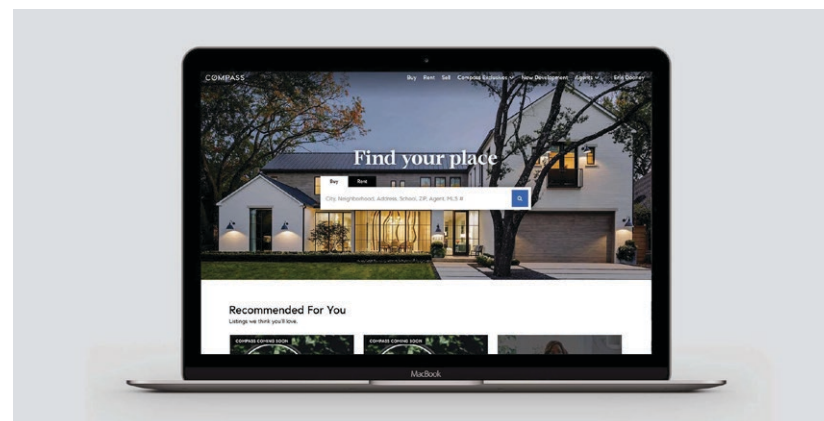 COMPASS
Buy Rent Sell Compass Exclusives New Development Agents
Find your place
Buy Rent
City, Neighborhood, Address, School, ZIP, Agent, MLS #
Recommended For You
Listings we think you'll love.
COMPASS COMING SOON COMPASS COMING SOON
MacBook